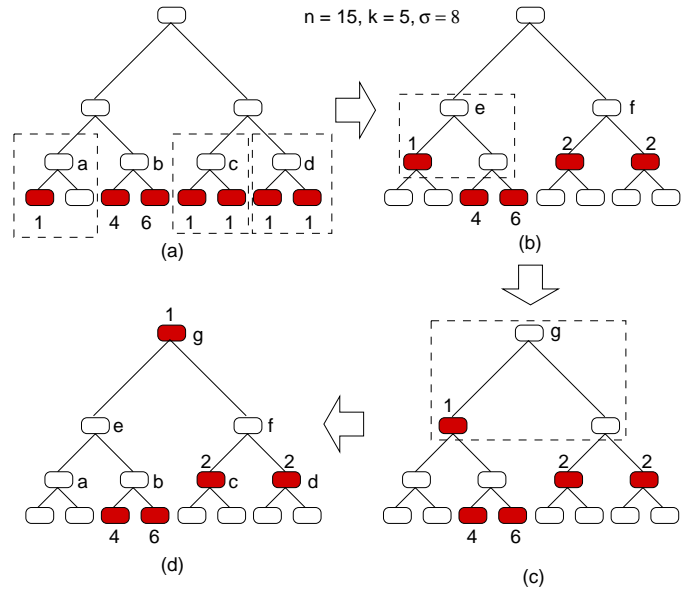 n = 15, k = 5, σ = 8
a b c d
1 4 6 1 1 1 1
(a)
e f
1 2 2
4 6
(b)
1
g
e f
2 2
a b c d
4 6
(d)
g
1
2 2
4 6
(c)